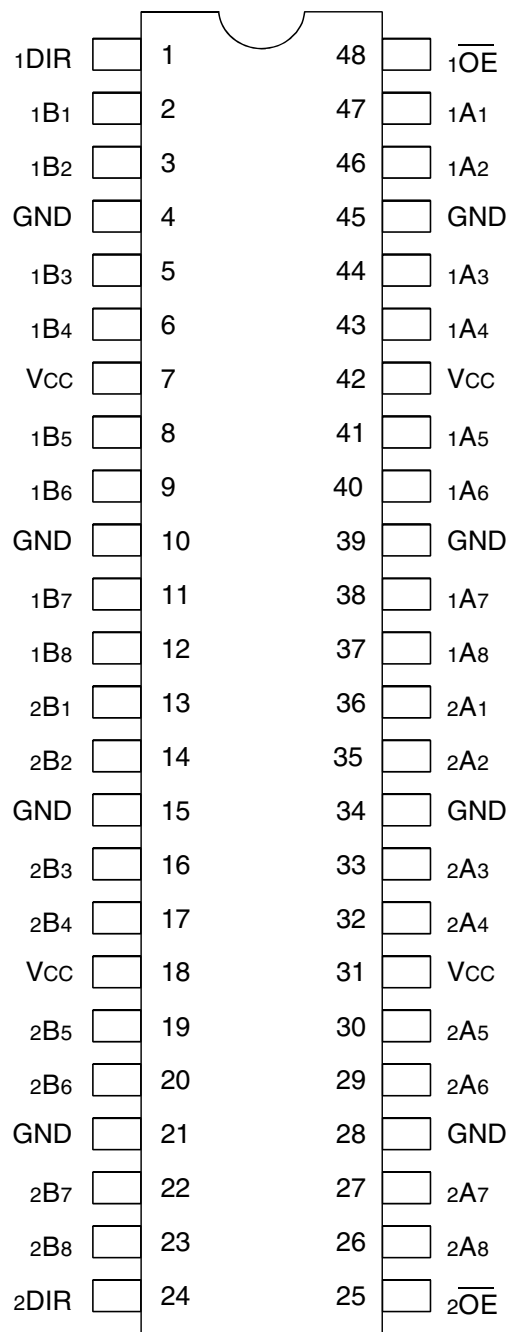 1DIR 1 48 1O̅E̅
1B1 2 47 1A1
1B2 3 46 1A2
GND 4 45 GND
1B3 5 44 1A3
1B4 6 43 1A4
VCC 7 42 VCC
1B5 8 41 1A5
1B6 9 40 1A6
GND 10 39 GND
1B7 11 38 1A7
1B8 12 37 1A8
2B1 13 36 2A1
2B2 14 35 2A2
GND 15 34 GND
2B3 16 33 2A3
2B4 17 32 2A4
VCC 18 31 VCC
2B5 19 30 2A5
2B6 20 29 2A6
GND 21 28 GND
2B7 22 27 2A7
2B8 23 26 2A8
2DIR 24 25 2O̅E̅